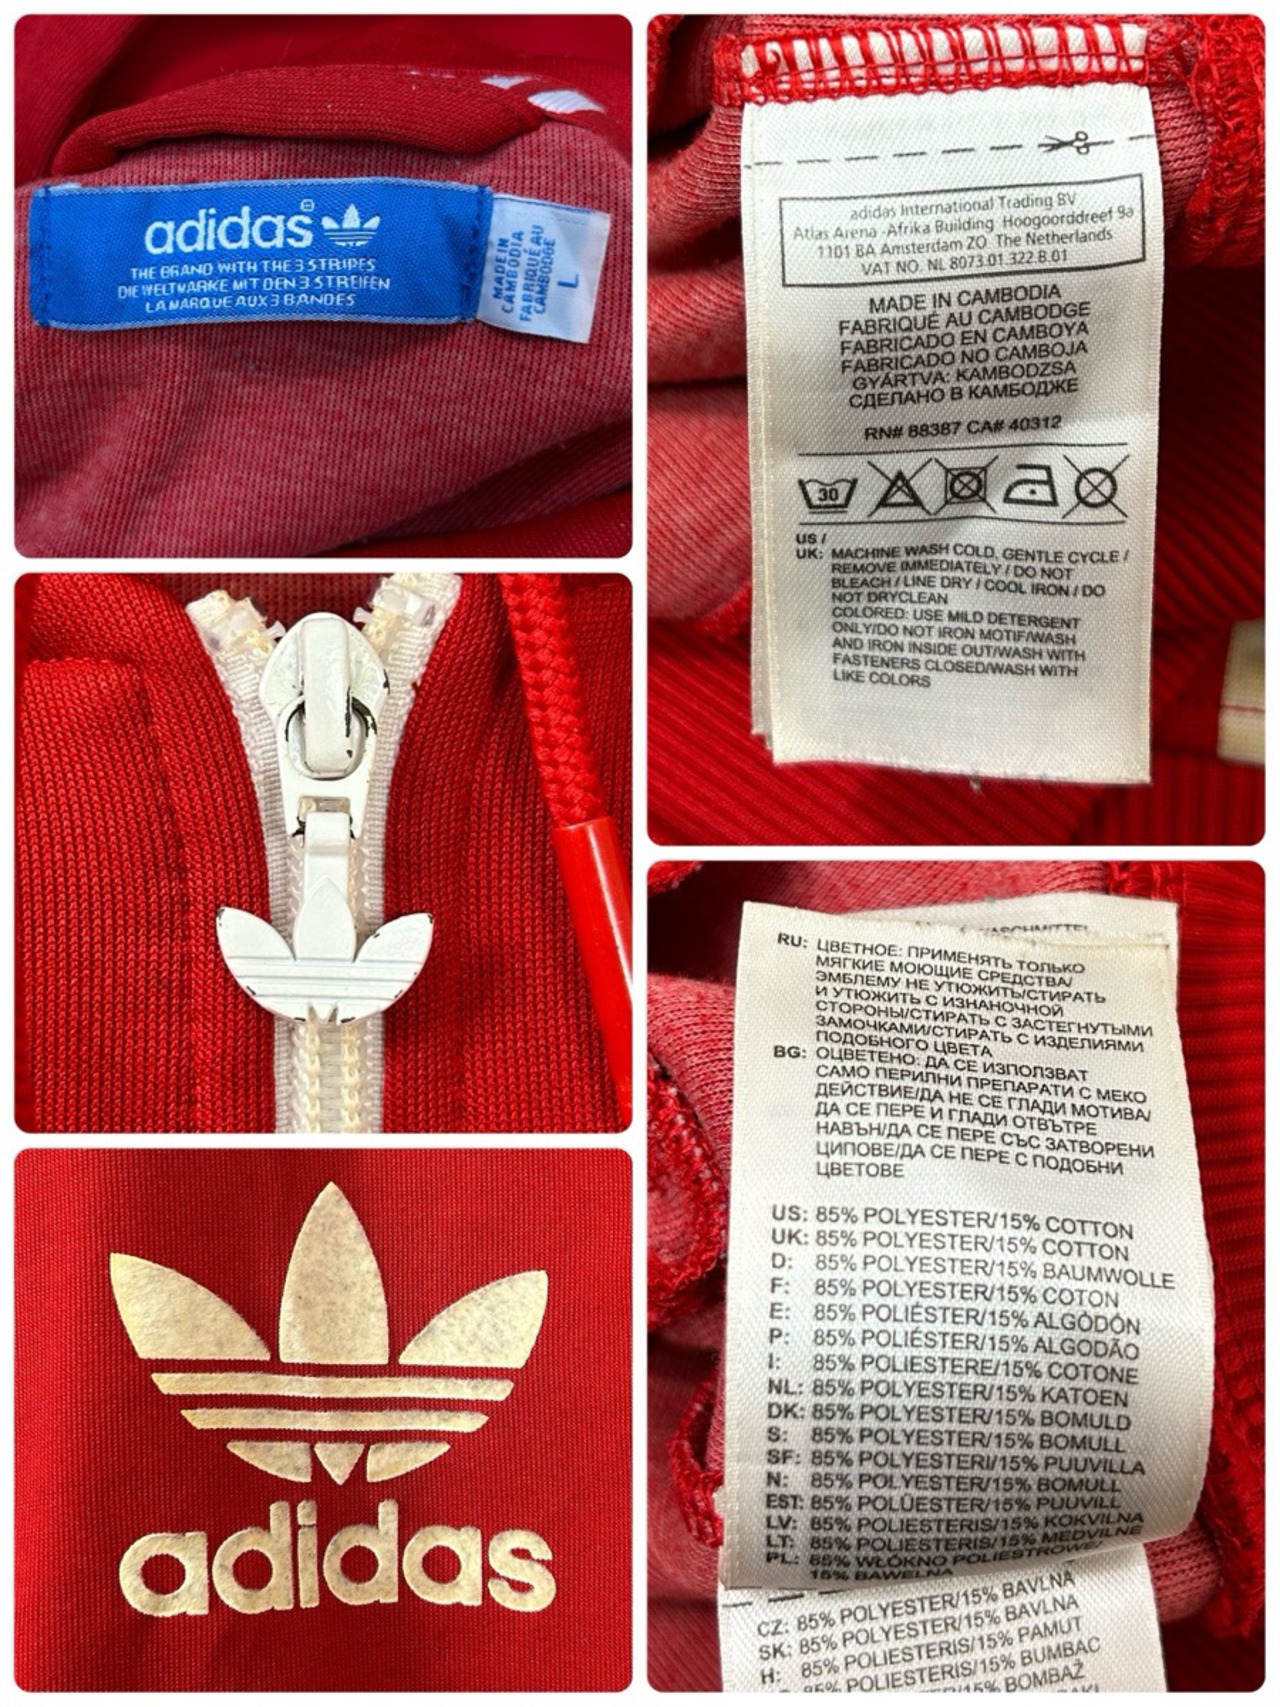 adidas
THE BRAND WITH THE 3 STRIPES
DIE WELTMARKE MIT DEN 3 STREIFEN
LA MARQUE AUX 3 BANDES
MADE IN
CAMBODIA
FABRIQUÉ AU
CAMBODGE
L
adidas International Trading BV
Atlas Arena -Afrika Building Hoogoorddreef 9a
1101 BA Amsterdam ZO The Netherlands
VAT NO. NL 8073.01.322.B.01
MADE IN CAMBODIA
FABRIQUÉ AU CAMBODGE
FABRICADO EN CAMBOYA
FABRICADO NO CAMBOJA
GYÁRTVA: KAMBODZSA
СДЕЛАНО В КАМБОДЖЕ
RN# 88387 CA# 40312
30
US /
UK: MACHINE WASH COLD, GENTLE CYCLE /
REMOVE IMMEDIATELY / DO NOT
BLEACH / LINE DRY / COOL IRON / DO
NOT DRYCLEAN
COLORED: USE MILD DETERGENT
ONLY/DO NOT IRON MOTIF/WASH
AND IRON INSIDE OUT/WASH WITH
FASTENERS CLOSED/WASH WITH
LIKE COLORS
adidas
RU: ЦВЕТНОЕ: ПРИМЕНЯТЬ ТОЛЬКО
МЯГКИЕ МОЮЩИЕ СРЕДСТВА/
ЭМБЛЕМУ НЕ УТЮЖИТЬ/СТИРАТЬ
И УТЮЖИТЬ С ИЗНАНОЧНОЙ
СТОРОНЫ/СТИРАТЬ С ЗАСТЕГНУТЫМИ
ЗАМОЧКАМИ/СТИРАТЬ С ИЗДЕЛИЯМИ
ПОДОБНОГО ЦВЕТА
BG: ОЦВЕТЕНО: ДА СЕ ИЗПОЛЗВАТ
САМО ПЕРИЛНИ ПРЕПАРАТИ С МЕКО
ДЕЙСТВИЕ/ДА НЕ СЕ ГЛАДИ МОТИВА/
ДА СЕ ПЕРЕ И ГЛАДИ ОТВЪТРЕ
НАВЪН/ДА СЕ ПЕРЕ СЪС ЗАТВОРЕНИ
ЦИПОВЕ/ДА СЕ ПЕРЕ С ПОДОБНИ
ЦВЕТОВЕ
US: 85% POLYESTER/15% COTTON
UK: 85% POLYESTER/15% COTTON
D: 85% POLYESTER/15% BAUMWOLLE
F: 85% POLYESTER/15% COTON
E: 85% POLIÉSTER/15% ALGODÓN
P: 85% POLIÉSTER/15% ALGODÃO
I: 85% POLIESTERE/15% COTONE
NL: 85% POLYESTER/15% KATOEN
DK: 85% POLYESTER/15% BOMULD
S: 85% POLYESTER/15% BOMULL
SF: 85% POLYESTERI/15% PUUVILLA
N: 85% POLYESTER/15% BOMULL
EST: 85% POLÜESTER/15% PUUVILL
LV: 85% POLIESTERIS/15% KOKVILNA
LT: 85% POLIESTERIS/15% MEDVILNĖ
PL: 85% WŁÓKNO POLIESTROWE/
15% BAWEŁNA
CZ: 85% POLYESTER/15% BAVLNA
SK: 85% POLYESTER/15% BAVLNA
H: 85% POLIESTERIS/15% PAMUT
85% POLIESTER/15% BUMBAC
85% POLIESTER/15% BOMBAŽ